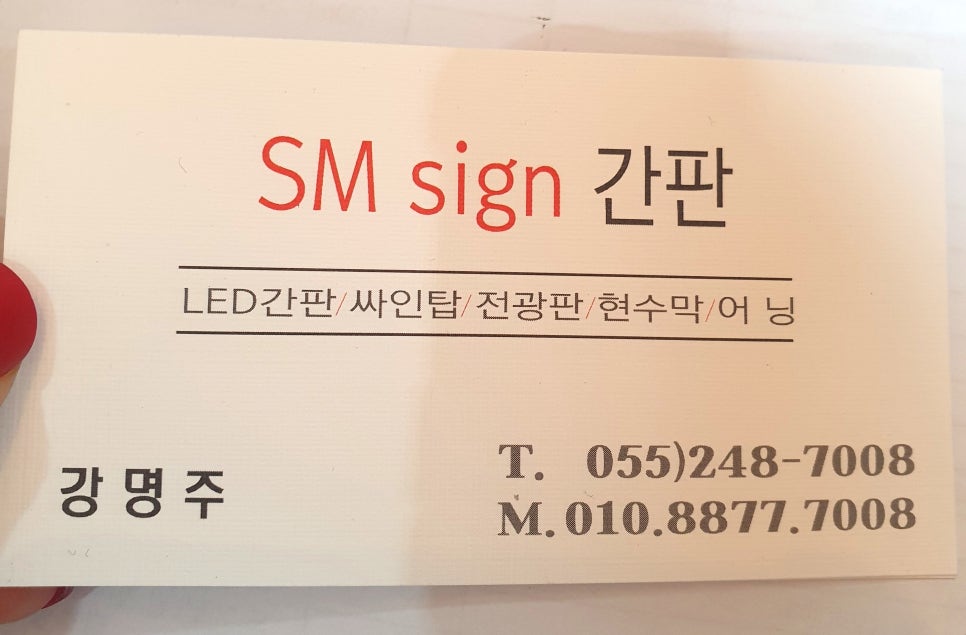 SM sign 간판
LED간판/싸인탑/전광판/현수막/어 닝
강 명 주
T. 055)248-7008
M. 010.8877.7008